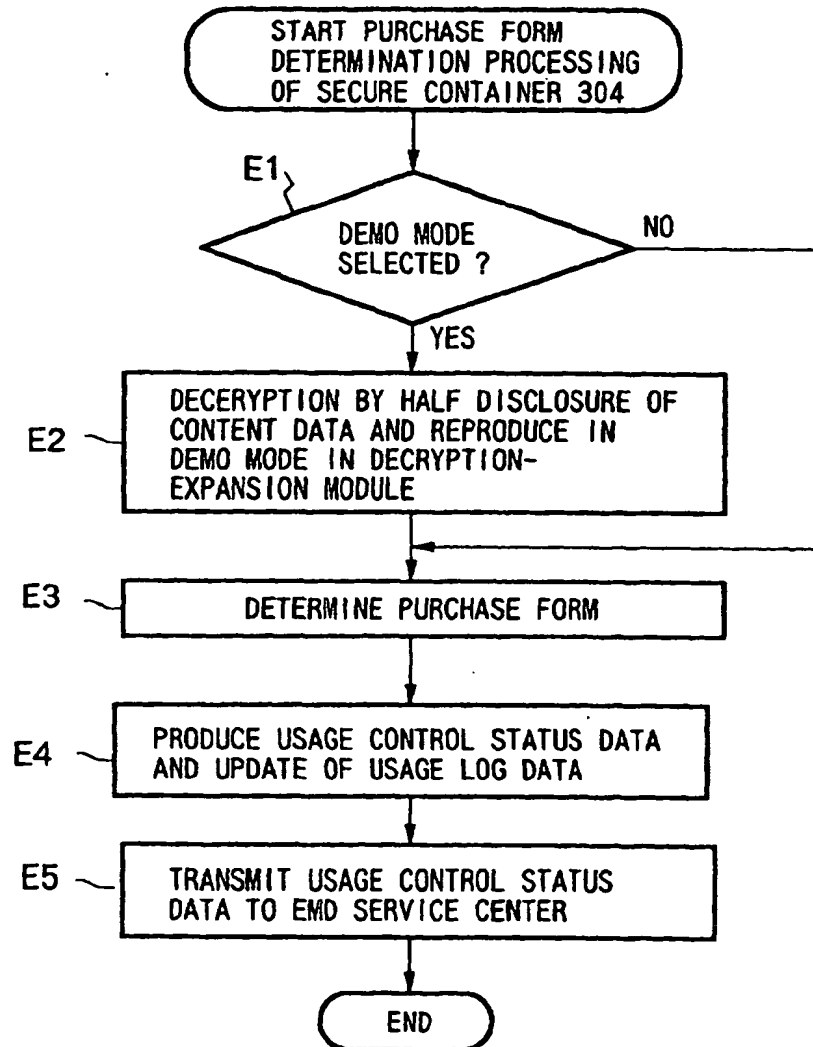 START PURCHASE FORM
DETERMINATION PROCESSING
OF SECURE CONTAINER 304
E1
DEMO MODE
SELECTED ?
NO
YES
E2
DECERYPTION BY HALF DISCLOSURE OF
CONTENT DATA AND REPRODUCE IN
DEMO MODE IN DECRYPTION-
EXPANSION MODULE
E3
DETERMINE PURCHASE FORM
E4
PRODUCE USAGE CONTROL STATUS DATA
AND UPDATE OF USAGE LOG DATA
E5
TRANSMIT USAGE CONTROL STATUS
DATA TO EMD SERVICE CENTER
END